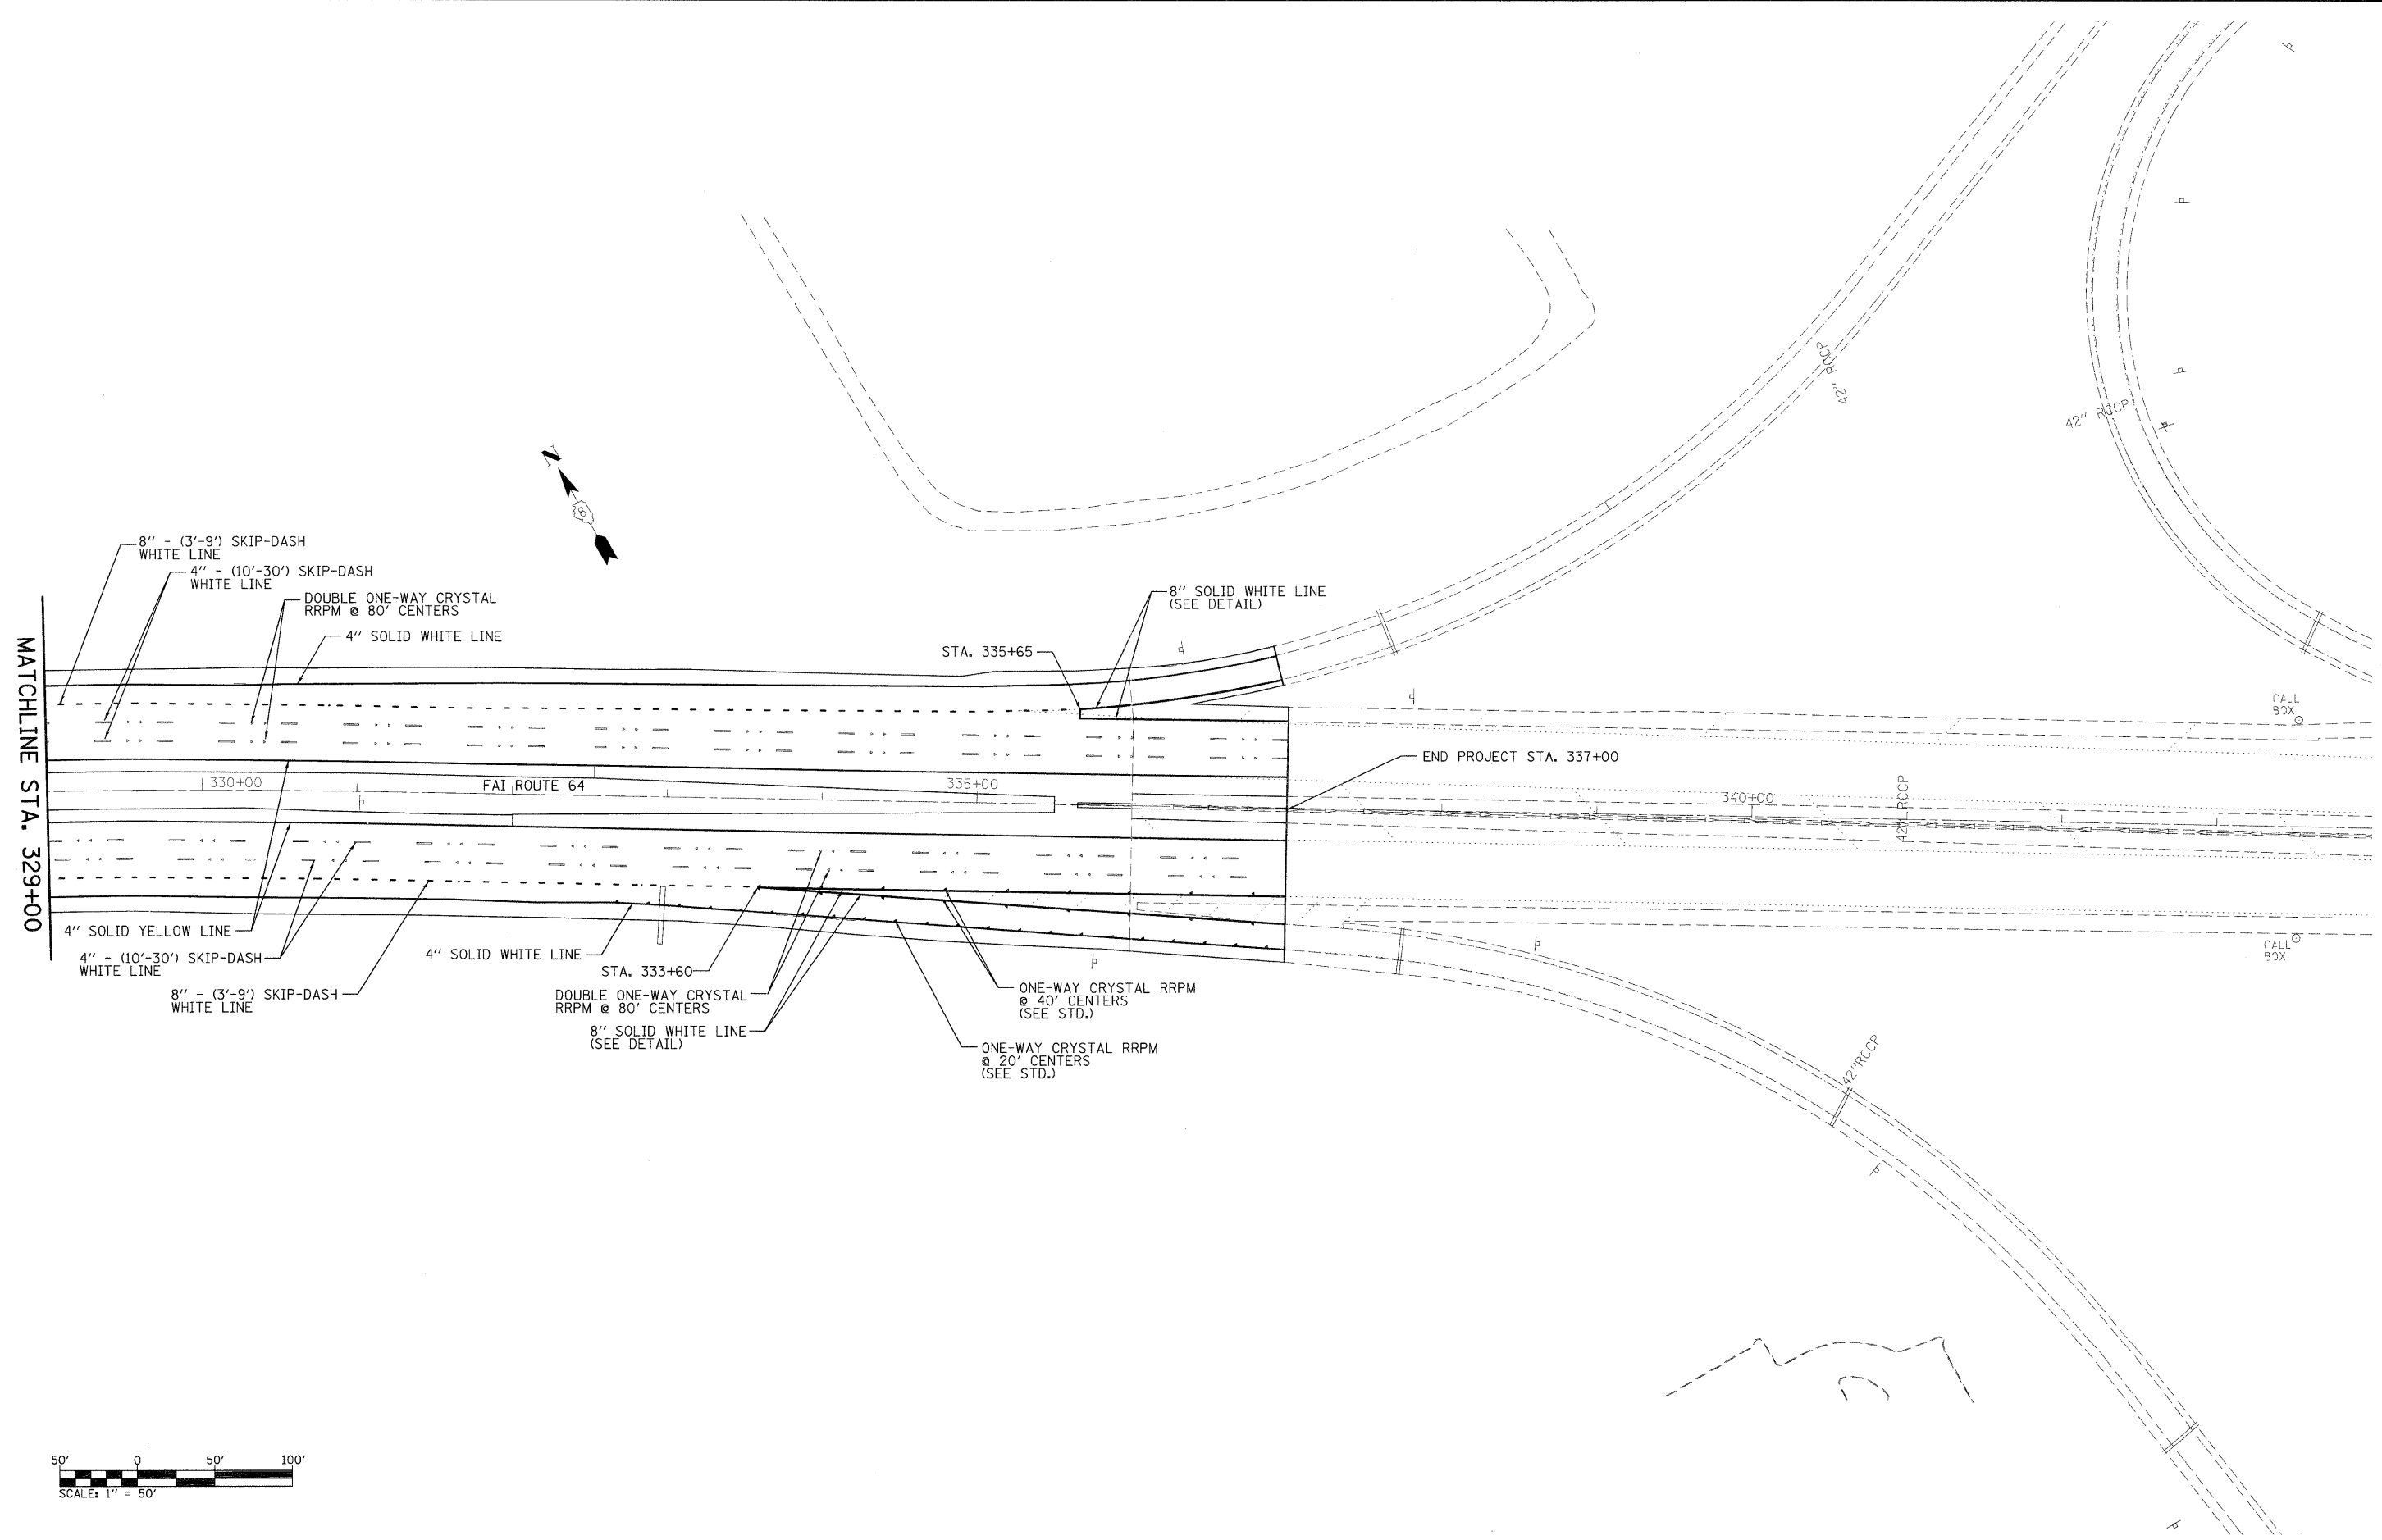 42" RCCP
42" RCCP
N
8
8" - (3'-9') SKIP-DASH
WHITE LINE
4" - (10'-30') SKIP-DASH
WHITE LINE
DOUBLE ONE-WAY CRYSTAL
RRPM @ 80' CENTERS
4" SOLID WHITE LINE
8" SOLID WHITE LINE
(SEE DETAIL)
STA. 335+65
MATCHLINE STA. 329+00
CALL
BOX
END PROJECT STA. 337+00
330+00
FAI ROUTE 64
335+00
340+00
42" RCCP
4" SOLID YELLOW LINE
4" - (10'-30') SKIP-DASH
WHITE LINE
8" - (3'-9') SKIP-DASH
WHITE LINE
4" SOLID WHITE LINE
STA. 333+60
DOUBLE ONE-WAY CRYSTAL
RRPM @ 80' CENTERS
8" SOLID WHITE LINE
(SEE DETAIL)
ONE-WAY CRYSTAL RRPM
@ 40' CENTERS
(SEE STD.)
ONE-WAY CRYSTAL RRPM
@ 20' CENTERS
(SEE STD.)
CALL
BOX
42"RCCP
50' 0 50' 100'
SCALE: 1" = 50'